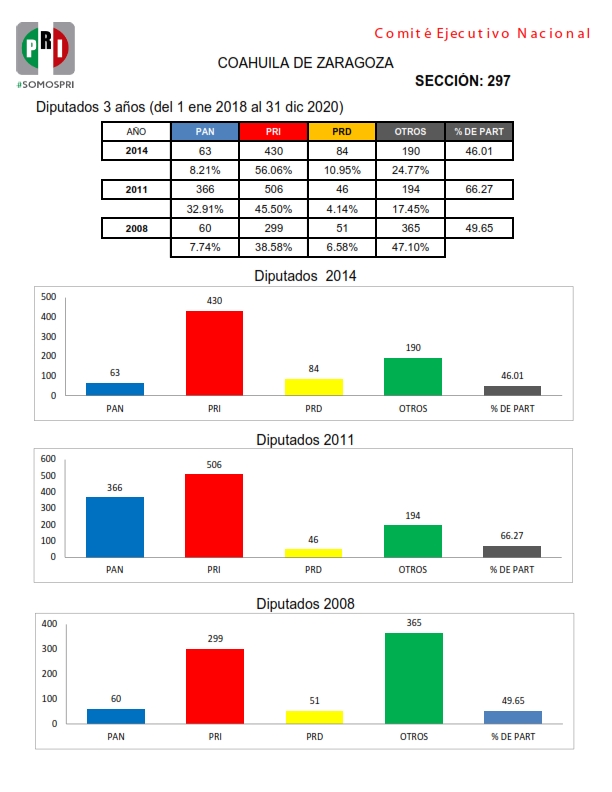 Comité Ejecutivo Nacional
PRI
#SOMOSPRI
COAHUILA DE ZARAGOZA
SECCIÓN: 297
Diputados 3 años (del 1 ene 2018 al 31 dic 2020)
AÑO PAN PRI PRD OTROS % DE PART
2014 63 430 84 190 46.01
8.21% 56.06% 10.95% 24.77%
2011 366 506 46 194 66.27
32.91% 45.50% 4.14% 17.45%
2008 60 299 51 365 49.65
7.74% 38.58% 6.58% 47.10%
Diputados 2014
500
400
300
200
100
0
63 430 84 190 46.01
PAN PRI PRD OTROS % DE PART
Diputados 2011
600
500
400
300
200
100
0
366 506 46 194 66.27
PAN PRI PRD OTROS % DE PART
Diputados 2008
400
300
200
100
0
60 299 51 365 49.65
PAN PRI PRD OTROS % DE PART